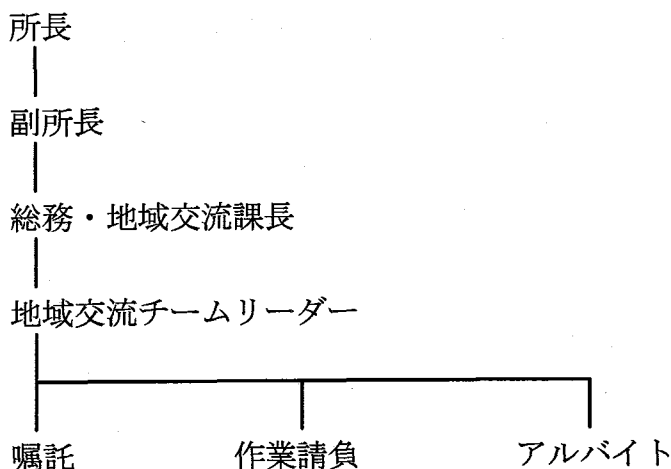 所長
副所長
総務・地域交流課長
地域交流チームリーダー
嘱託 作業請負 アルバイト